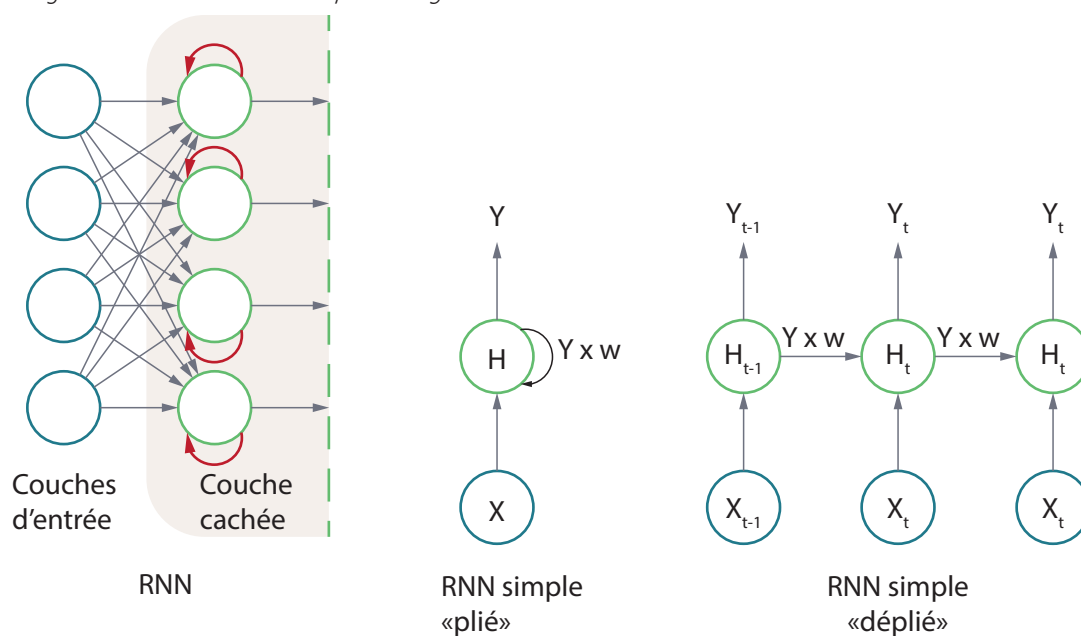 Y
Y x w
H
X
Y t-1
Y t
Y t
Y x w
Y x w
H t-1
H t
H t
X t-1
X t
X t
Couches
d'entrée
Couche
cachée
RNN
RNN simple
«plié»
RNN simple
«déplié»